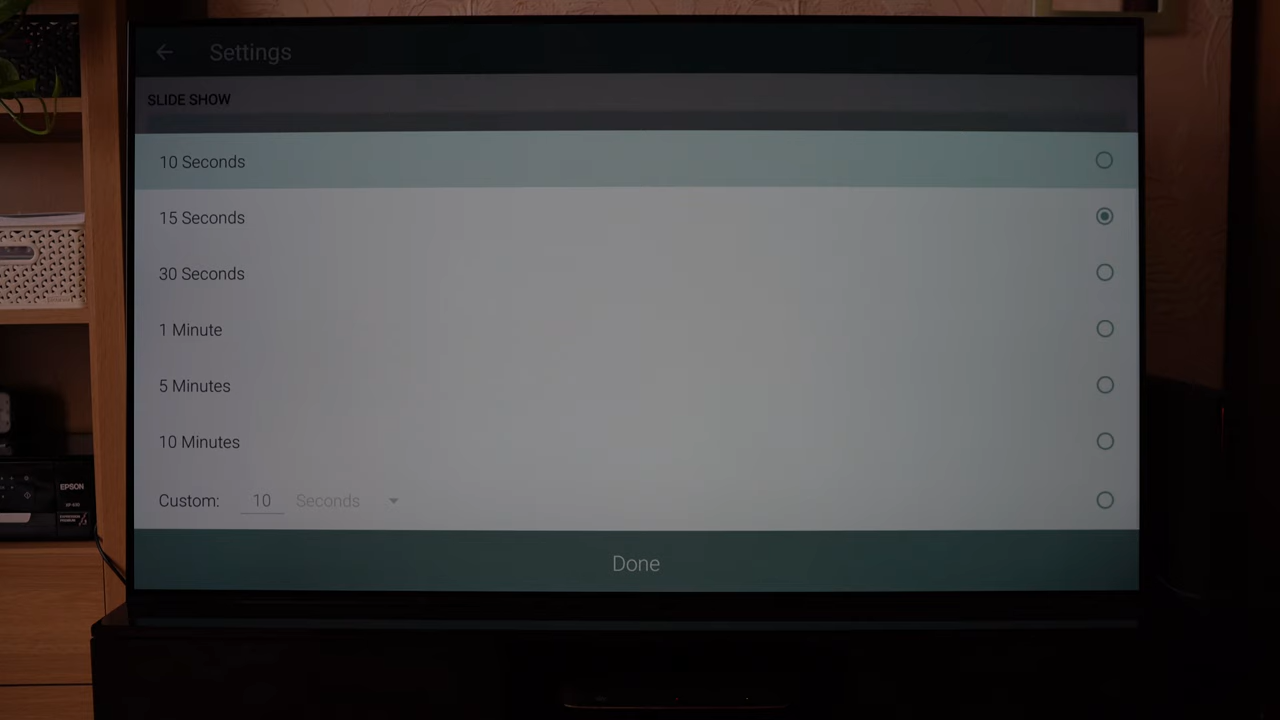 Settings
SLIDE SHOW
10 Seconds
15 Seconds
30 Seconds
1 Minute
5 Minutes
10 Minutes
Custom: 10 Seconds
EPSON
Done